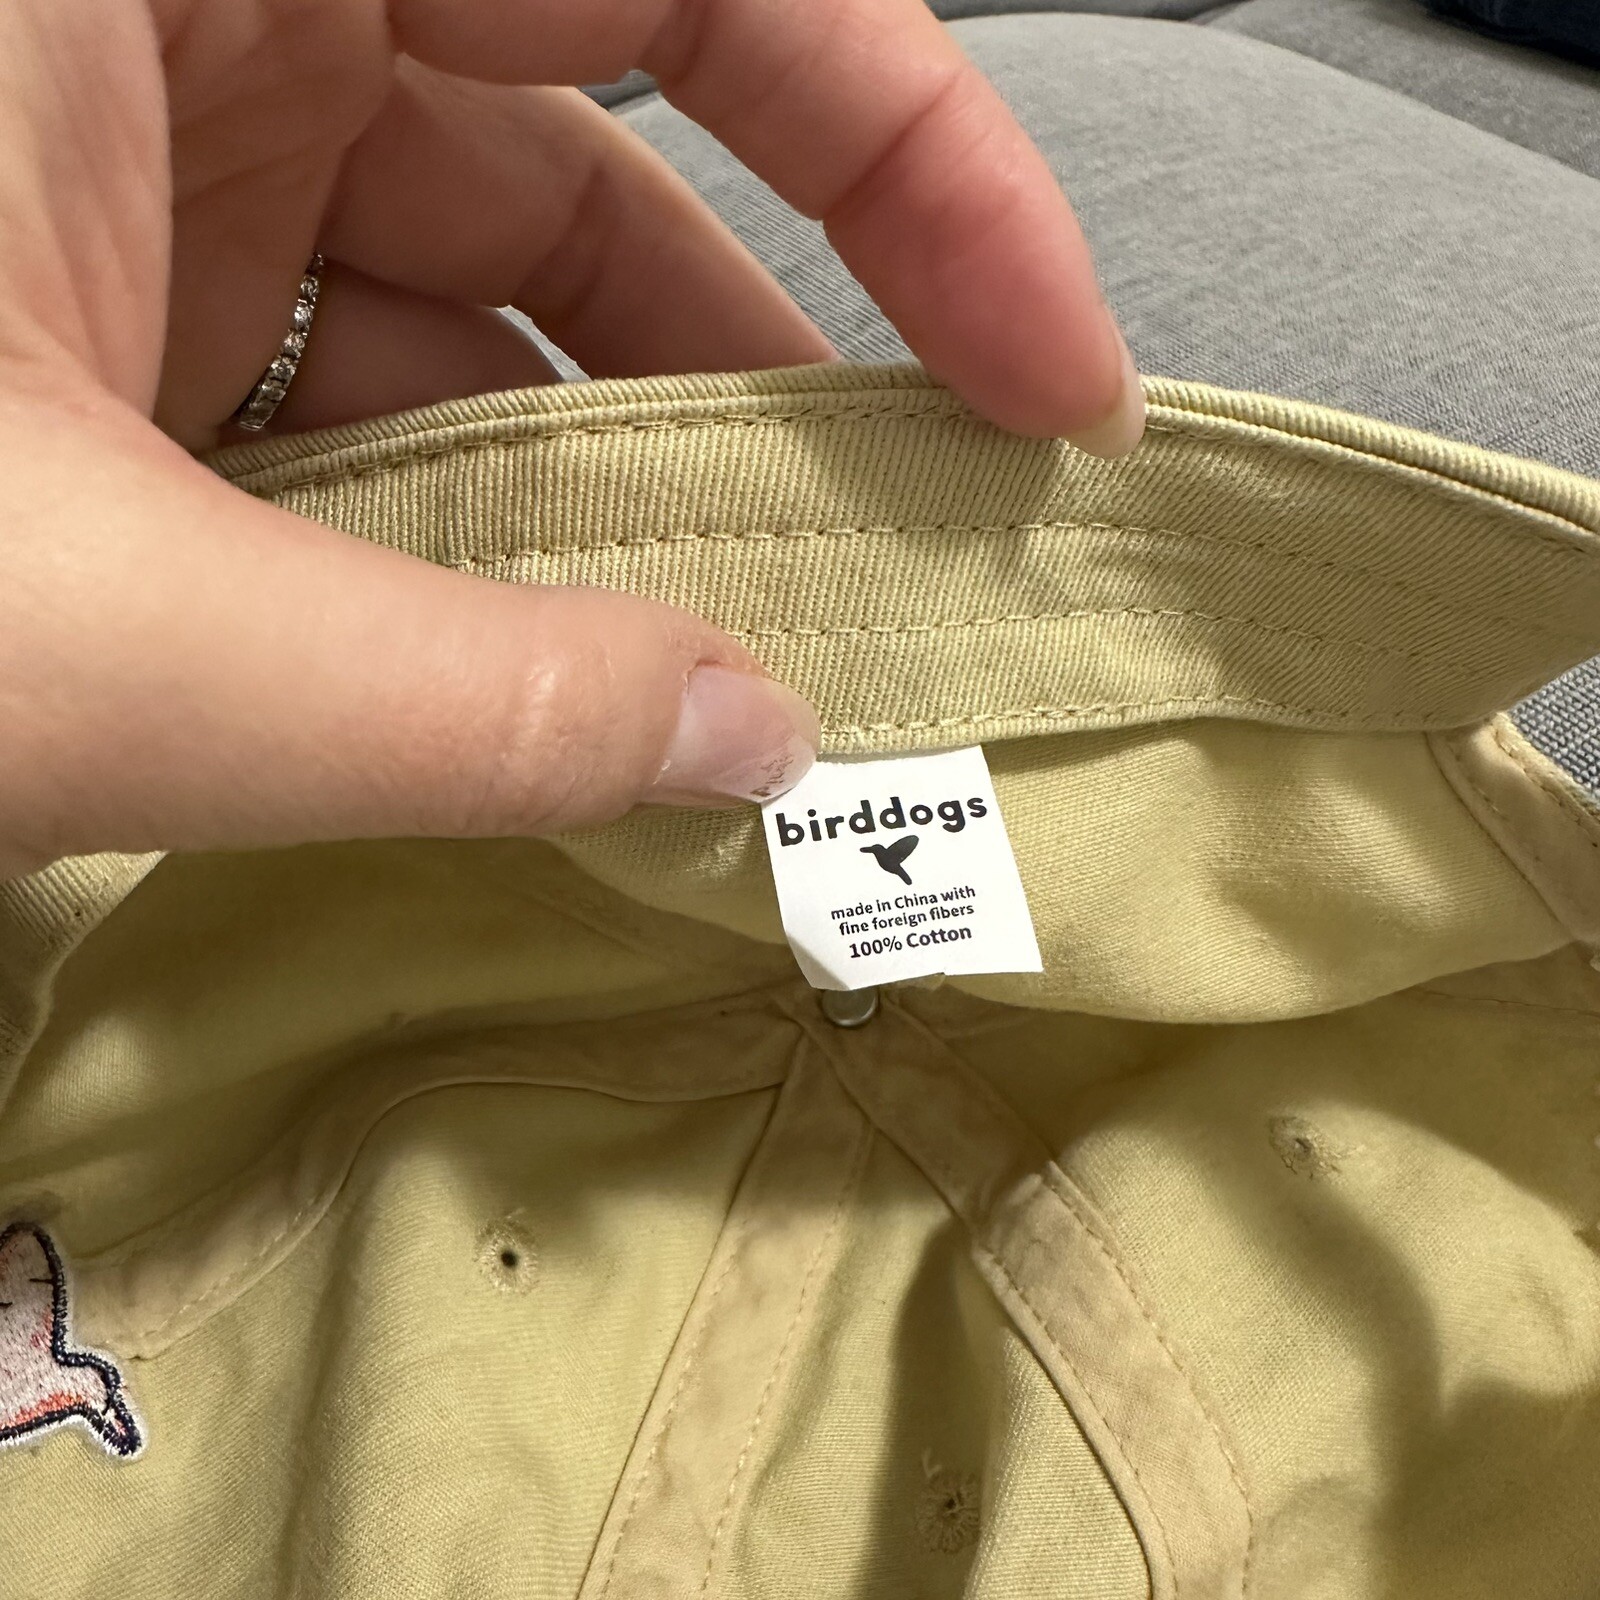 birddogs
made in China with
fine foreign fibers
100% Cotton